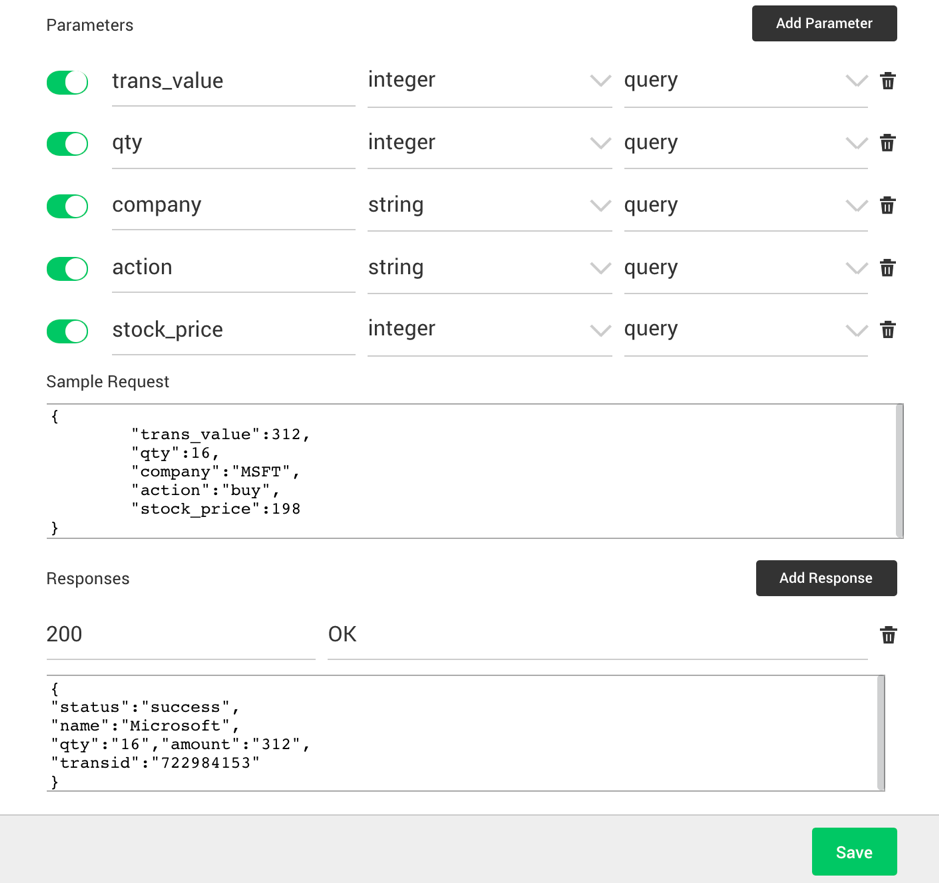 Parameters
Add Parameter
trans_value integer query
qty integer query
company string query
action string query
stock_price integer query
Sample Request
{
"trans_value":312,
"qty":16,
"company":"MSFT",
"action":"buy",
"stock_price":198
}
Responses
Add Response
200 OK
{
"status":"success",
"name":"Microsoft",
"qty":"16","amount":"312",
"transid":"722984153"
}
Save